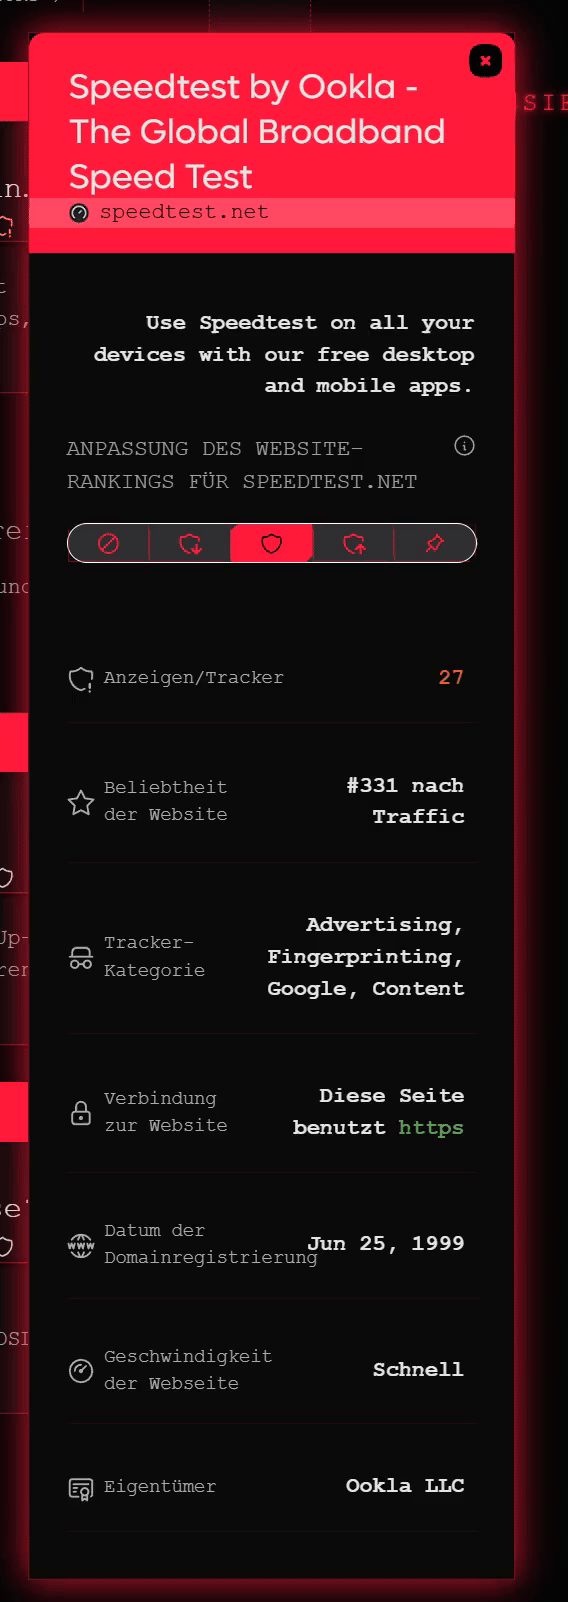 Speedtest by Ookla -
The Global Broadband
Speed Test
speedtest.net
Use Speedtest on all your
devices with our free desktop
and mobile apps.
ANPASSUNG DES WEBSITE-
RANKINGS FÜR SPEEDTEST.NET
Anzeigen/Tracker 27
Beliebtheit
der Website
#331 nach
Traffic
Tracker-
Kategorie
Advertising,
Fingerprinting,
Google, Content
Verbindung
zur Website
Diese Seite
benutzt https
Datum der
Domainregistrierung
Jun 25, 1999
Geschwindigkeit
der Webseite
Schnell
Eigentümer Ookla LLC